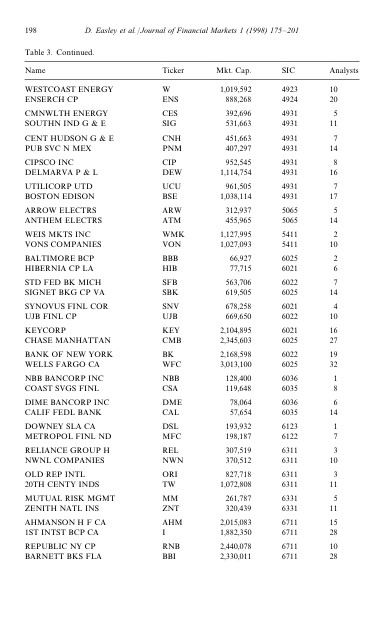 198 D. Easley et al. / Journal of Financial Markets 1 (1998) 175–201
Table 3. Continued.
Name Ticker Mkt. Cap. SIC Analysts
WESTCOAST ENERGY W 1,019,592 4923 10
ENSERCH CP ENS 888,268 4924 20
CMNWLTH ENERGY CES 392,696 4931 5
SOUTHN IND G & E SIG 531,663 4931 11
CENT HUDSON G & E CNH 451,663 4931 7
PUB SVC N MEX PNM 407,297 4931 14
CIPSCO INC CIP 952,545 4931 8
DELMARVA P & L DEW 1,114,754 4931 16
UTILICORP UTD UCU 961,505 4931 7
BOSTON EDISON BSE 1,038,114 4931 17
ARROW ELECTRS ARW 312,937 5065 5
ANTHEM ELECTRS ATM 455,965 5065 14
WEIS MKTS INC WMK 1,127,995 5411 2
VONS COMPANIES VON 1,027,093 5411 10
BALTIMORE BCP BBB 66,927 6025 2
HIBERNIA CP LA HIB 77,715 6021 6
STD FED BK MICH SFB 563,706 6022 7
SIGNET BKG CP VA SBK 619,505 6025 14
SYNOVUS FINL COR SNV 678,258 6021 4
UJB FINL CP UJB 669,650 6022 10
KEYCORP KEY 2,104,895 6021 16
CHASE MANHATTAN CMB 2,345,603 6025 27
BANK OF NEW YORK BK 2,168,598 6022 19
WELLS FARGO CA WFC 3,013,100 6025 32
NBB BANCORP INC NBB 128,400 6036 1
COAST SVGS FINL CSA 119,648 6035 8
DIME BANCORP INC DME 78,064 6036 6
CALIF FEDL BANK CAL 57,654 6035 14
DOWNEY SLA CA DSL 193,932 6123 1
METROPOL FINL ND MFC 198,187 6122 7
RELIANCE GROUP H REL 307,519 6311 3
NWNL COMPANIES NWN 370,512 6311 10
OLD REP INTL ORI 827,718 6311 3
20TH CENTY INDS TW 1,072,808 6311 11
MUTUAL RISK MGMT MM 261,787 6331 5
ZENITH NATL INS ZNT 320,439 6331 11
AHMANSON H F CA AHM 2,015,083 6711 15
1ST INTST BCP CA I 1,882,350 6711 28
REPUBLIC NY CP RNB 2,440,078 6711 10
BARNETT BKS FLA BBI 2,330,011 6711 28